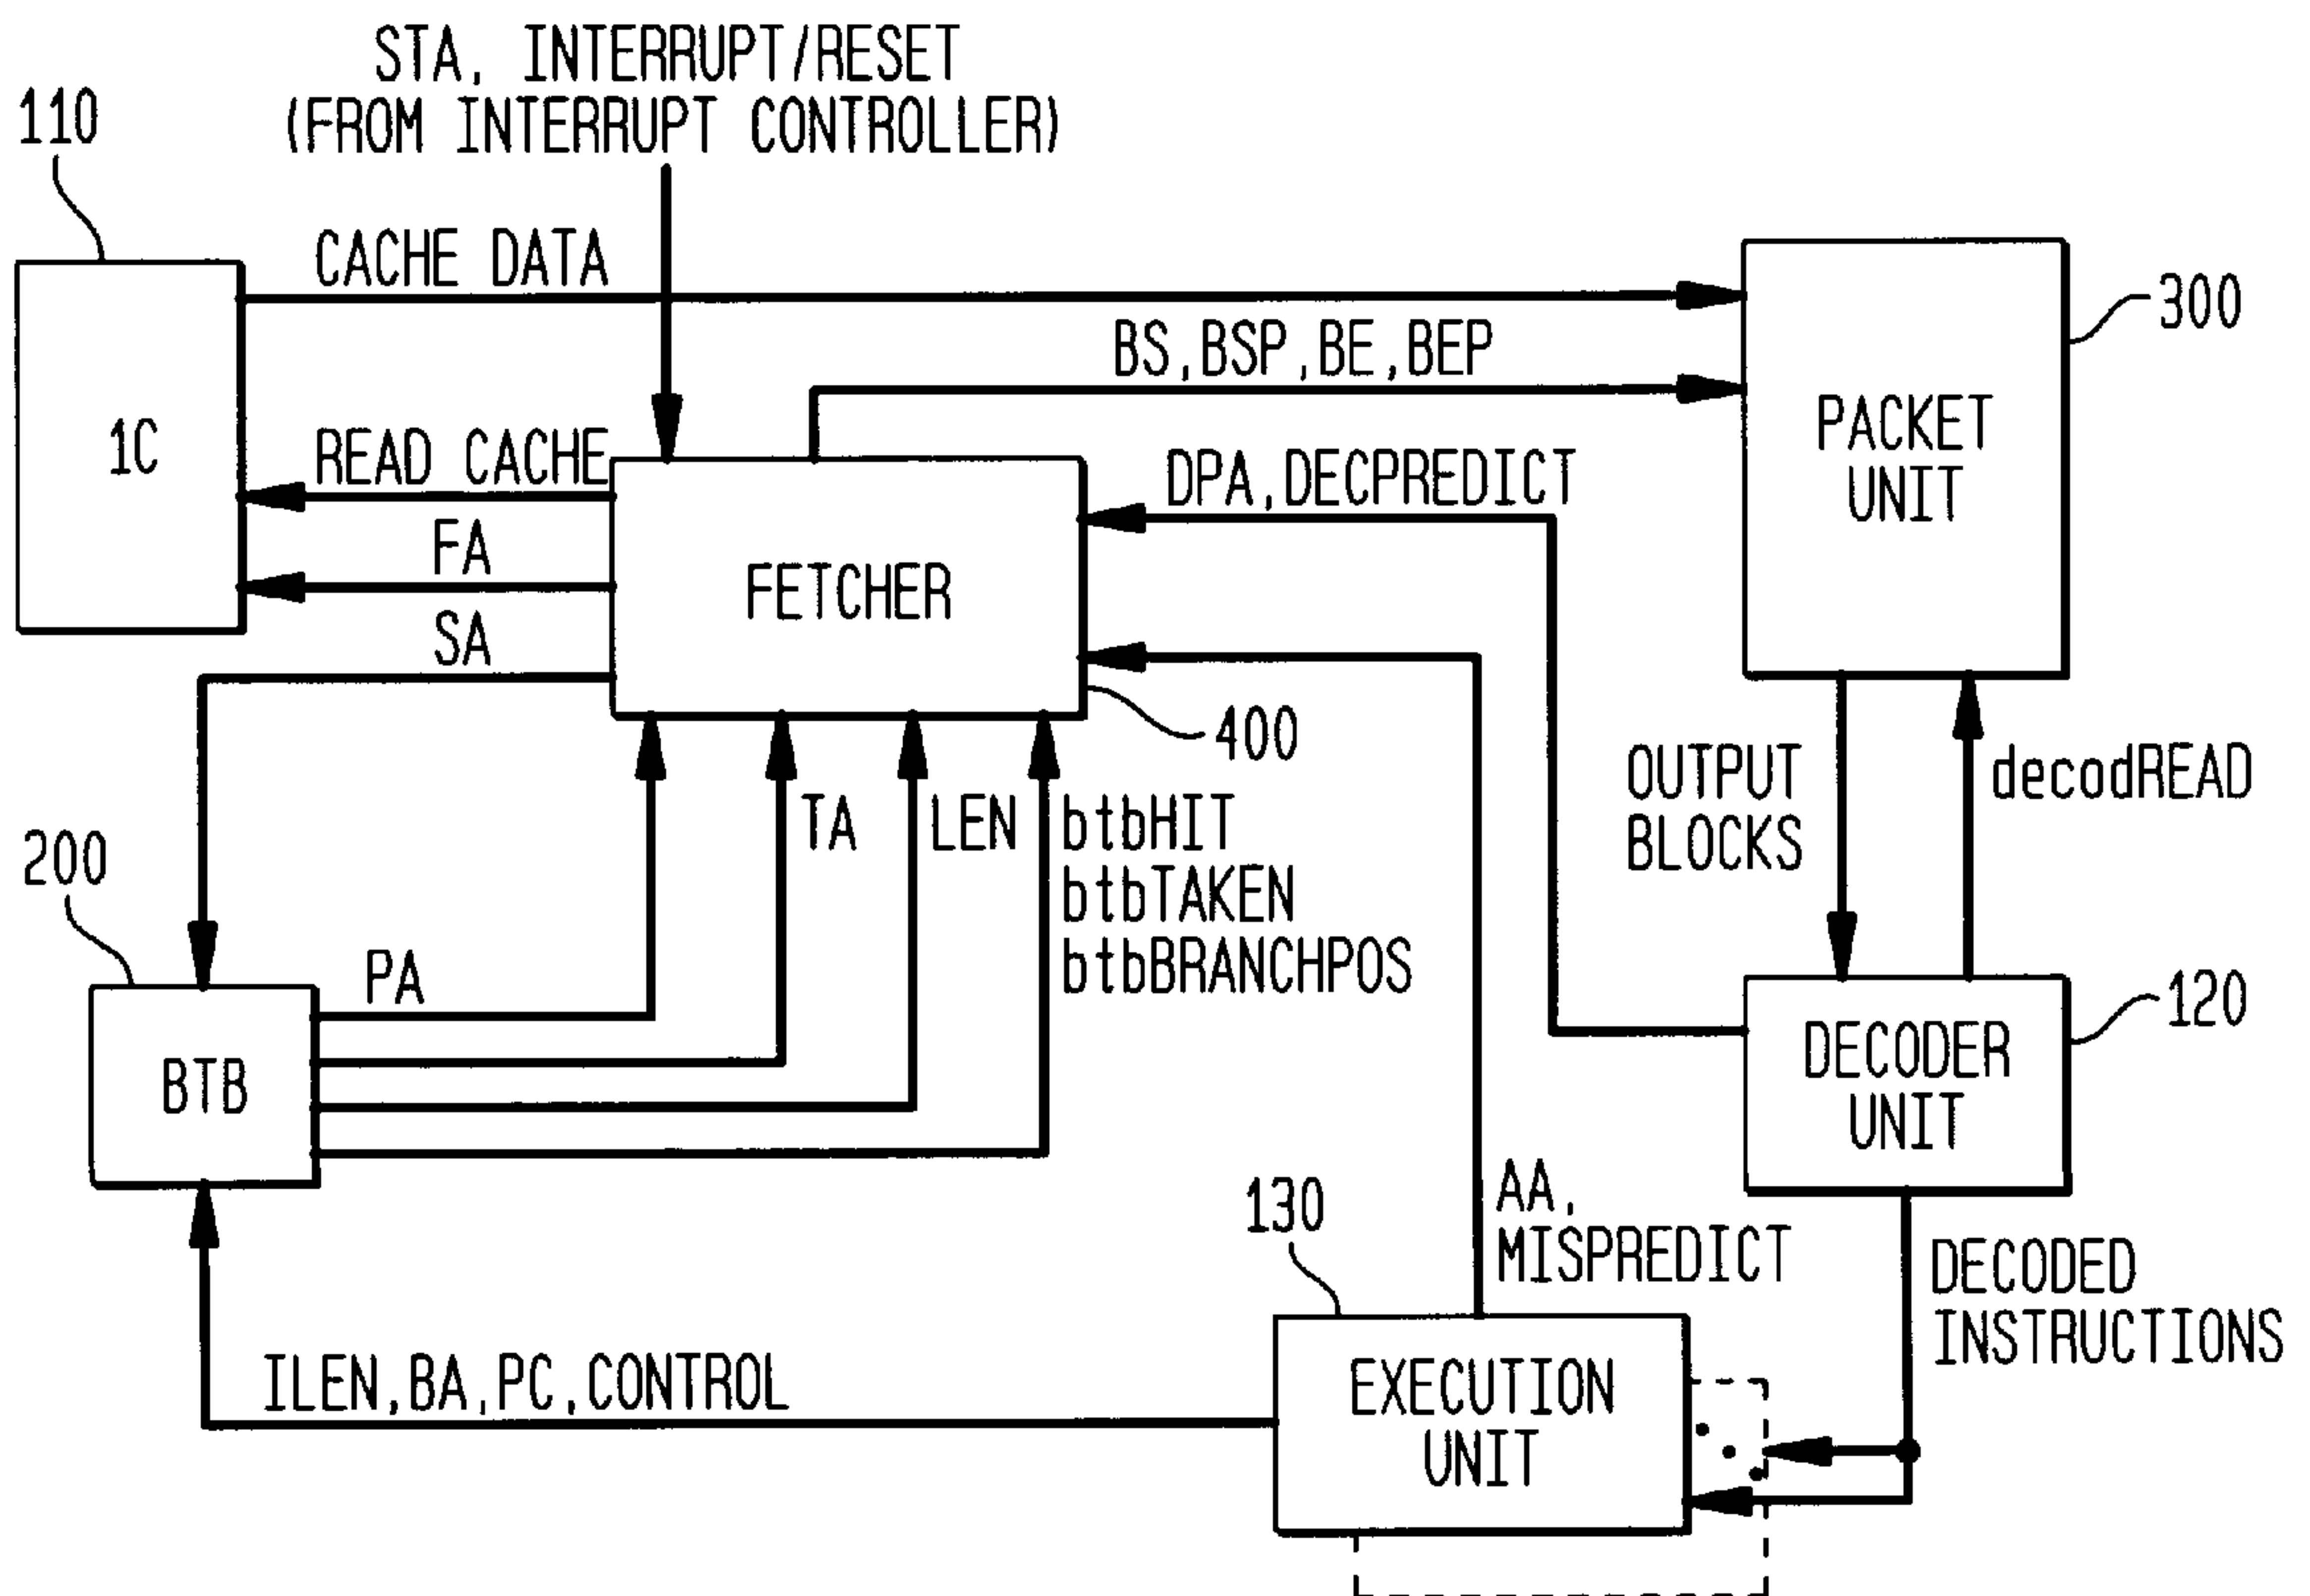 STA, INTERRUPT/RESET
(FROM INTERRUPT CONTROLLER)
110
CACHE DATA
300
BS,BSP,BE,BEP
PACKET
UNIT
1C
READ CACHE
DPA,DECPREDICT
FA
FETCHER
SA
400
OUTPUT
BLOCKS
decodREAD
TA
LEN
btbHIT
btbTAKEN
btbBRANCHPOS
200
PA
120
DECODER
UNIT
BTB
130
AA,
MISPREDICT
DECODED
INSTRUCTIONS
ILEN,BA,PC,CONTROL
EXECUTION
UNIT